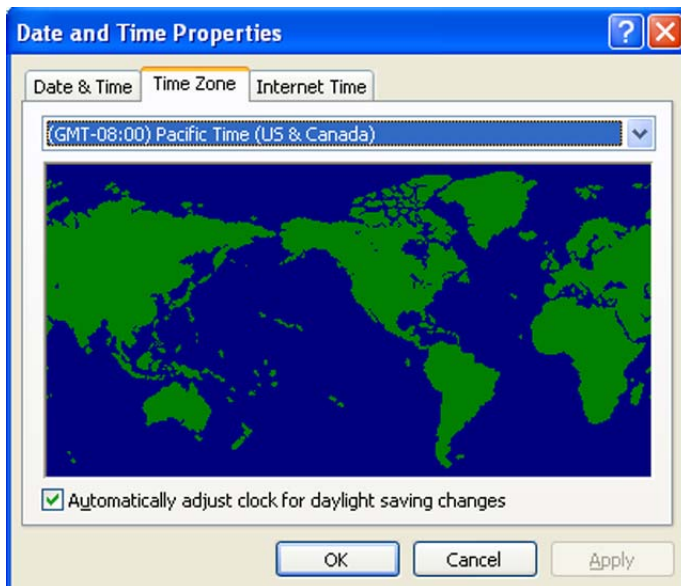 Date and Time Properties
Date & Time Time Zone Internet Time
(GMT-08:00) Pacific Time (US & Canada)
Automatically adjust clock for daylight saving changes
OK Cancel Apply